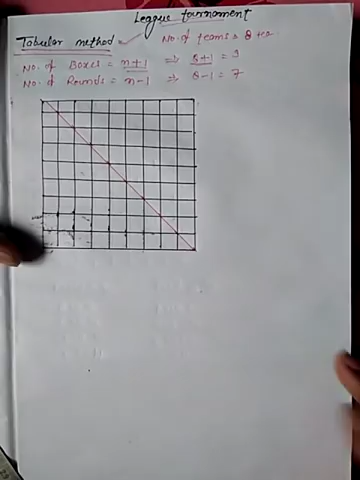 League tournament
Tabular method No. of teams = 8
No. of Boxes = n+1 ⇒ 8+1 = 9
No. of Rounds = n-1 ⇒ 8-1 = 7